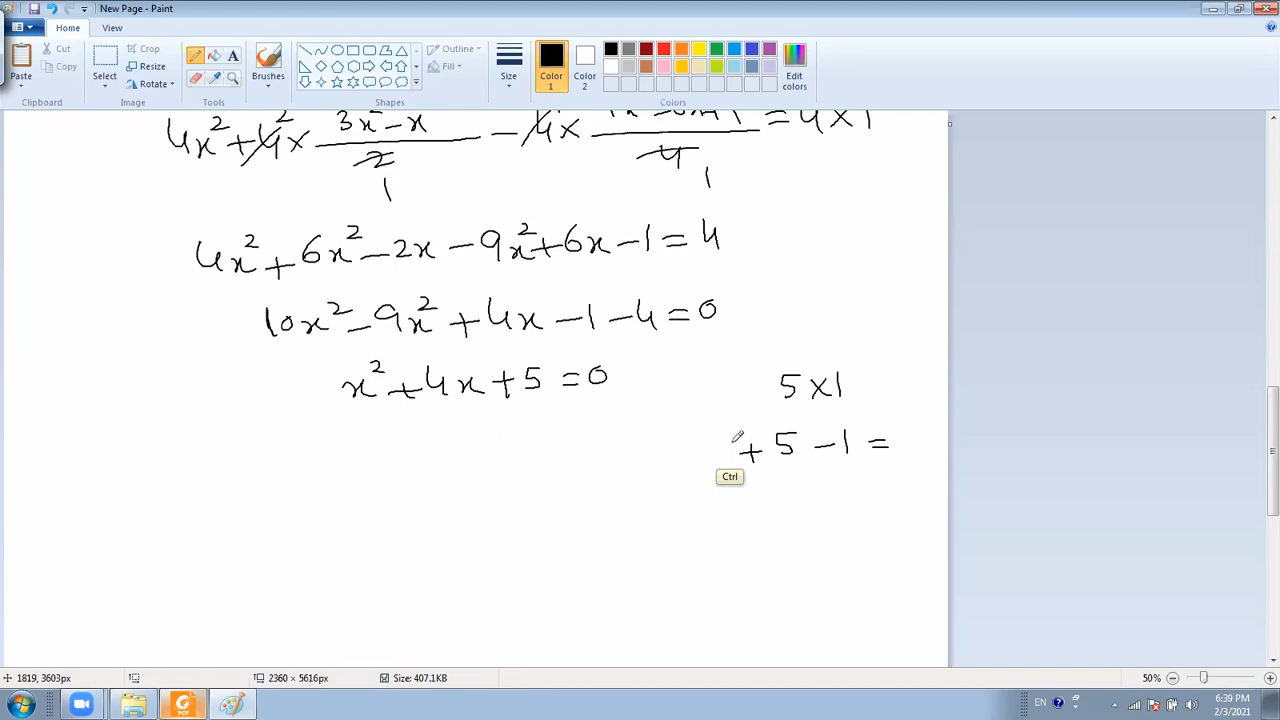 New Page - Paint
Home View
Paste Cut Copy Select Crop Resize Rotate Brushes Outline Fill Size Color 1 Color 2 Edit colors
Clipboard Image Tools Shapes Colors
4x² + 4² × 3x² - x - 4 × = 4 × 1
2 4
1 1
4x² + 6x² - 2x - 9x² + 6x - 1 = 4
10x² - 9x² + 4x - 1 - 4 = 0
x² + 4x + 5 = 0
5 × 1
+ 5 - 1 =
Ctrl
1819, 3603px 2360 × 5616px Size: 407.1KB 50%
EN 6:39 PM
2/3/2021